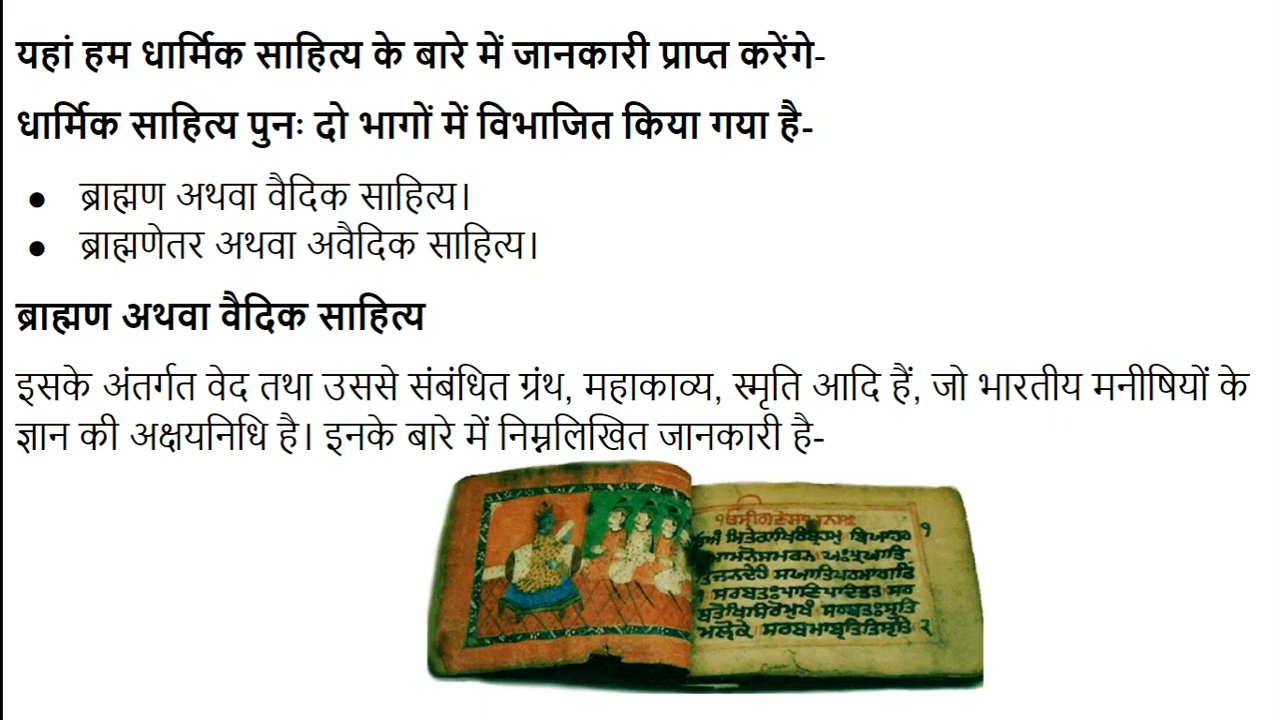 यहां हम धार्मिक साहित्य के बारे में जानकारी प्राप्त करेंगे-
धार्मिक साहित्य पुनः दो भागों में विभाजित किया गया है-
● ब्राह्मण अथवा वैदिक साहित्य।
● ब्राह्मणेतर अथवा अवैदिक साहित्य।
ब्राह्मण अथवा वैदिक साहित्य
इसके अंतर्गत वेद तथा उससे संबंधित ग्रंथ, महाकाव्य, स्मृति आदि हैं, जो भारतीय मनीषियों के
ज्ञान की अक्षयनिधि है। इनके बारे में निम्नलिखित जानकारी है-